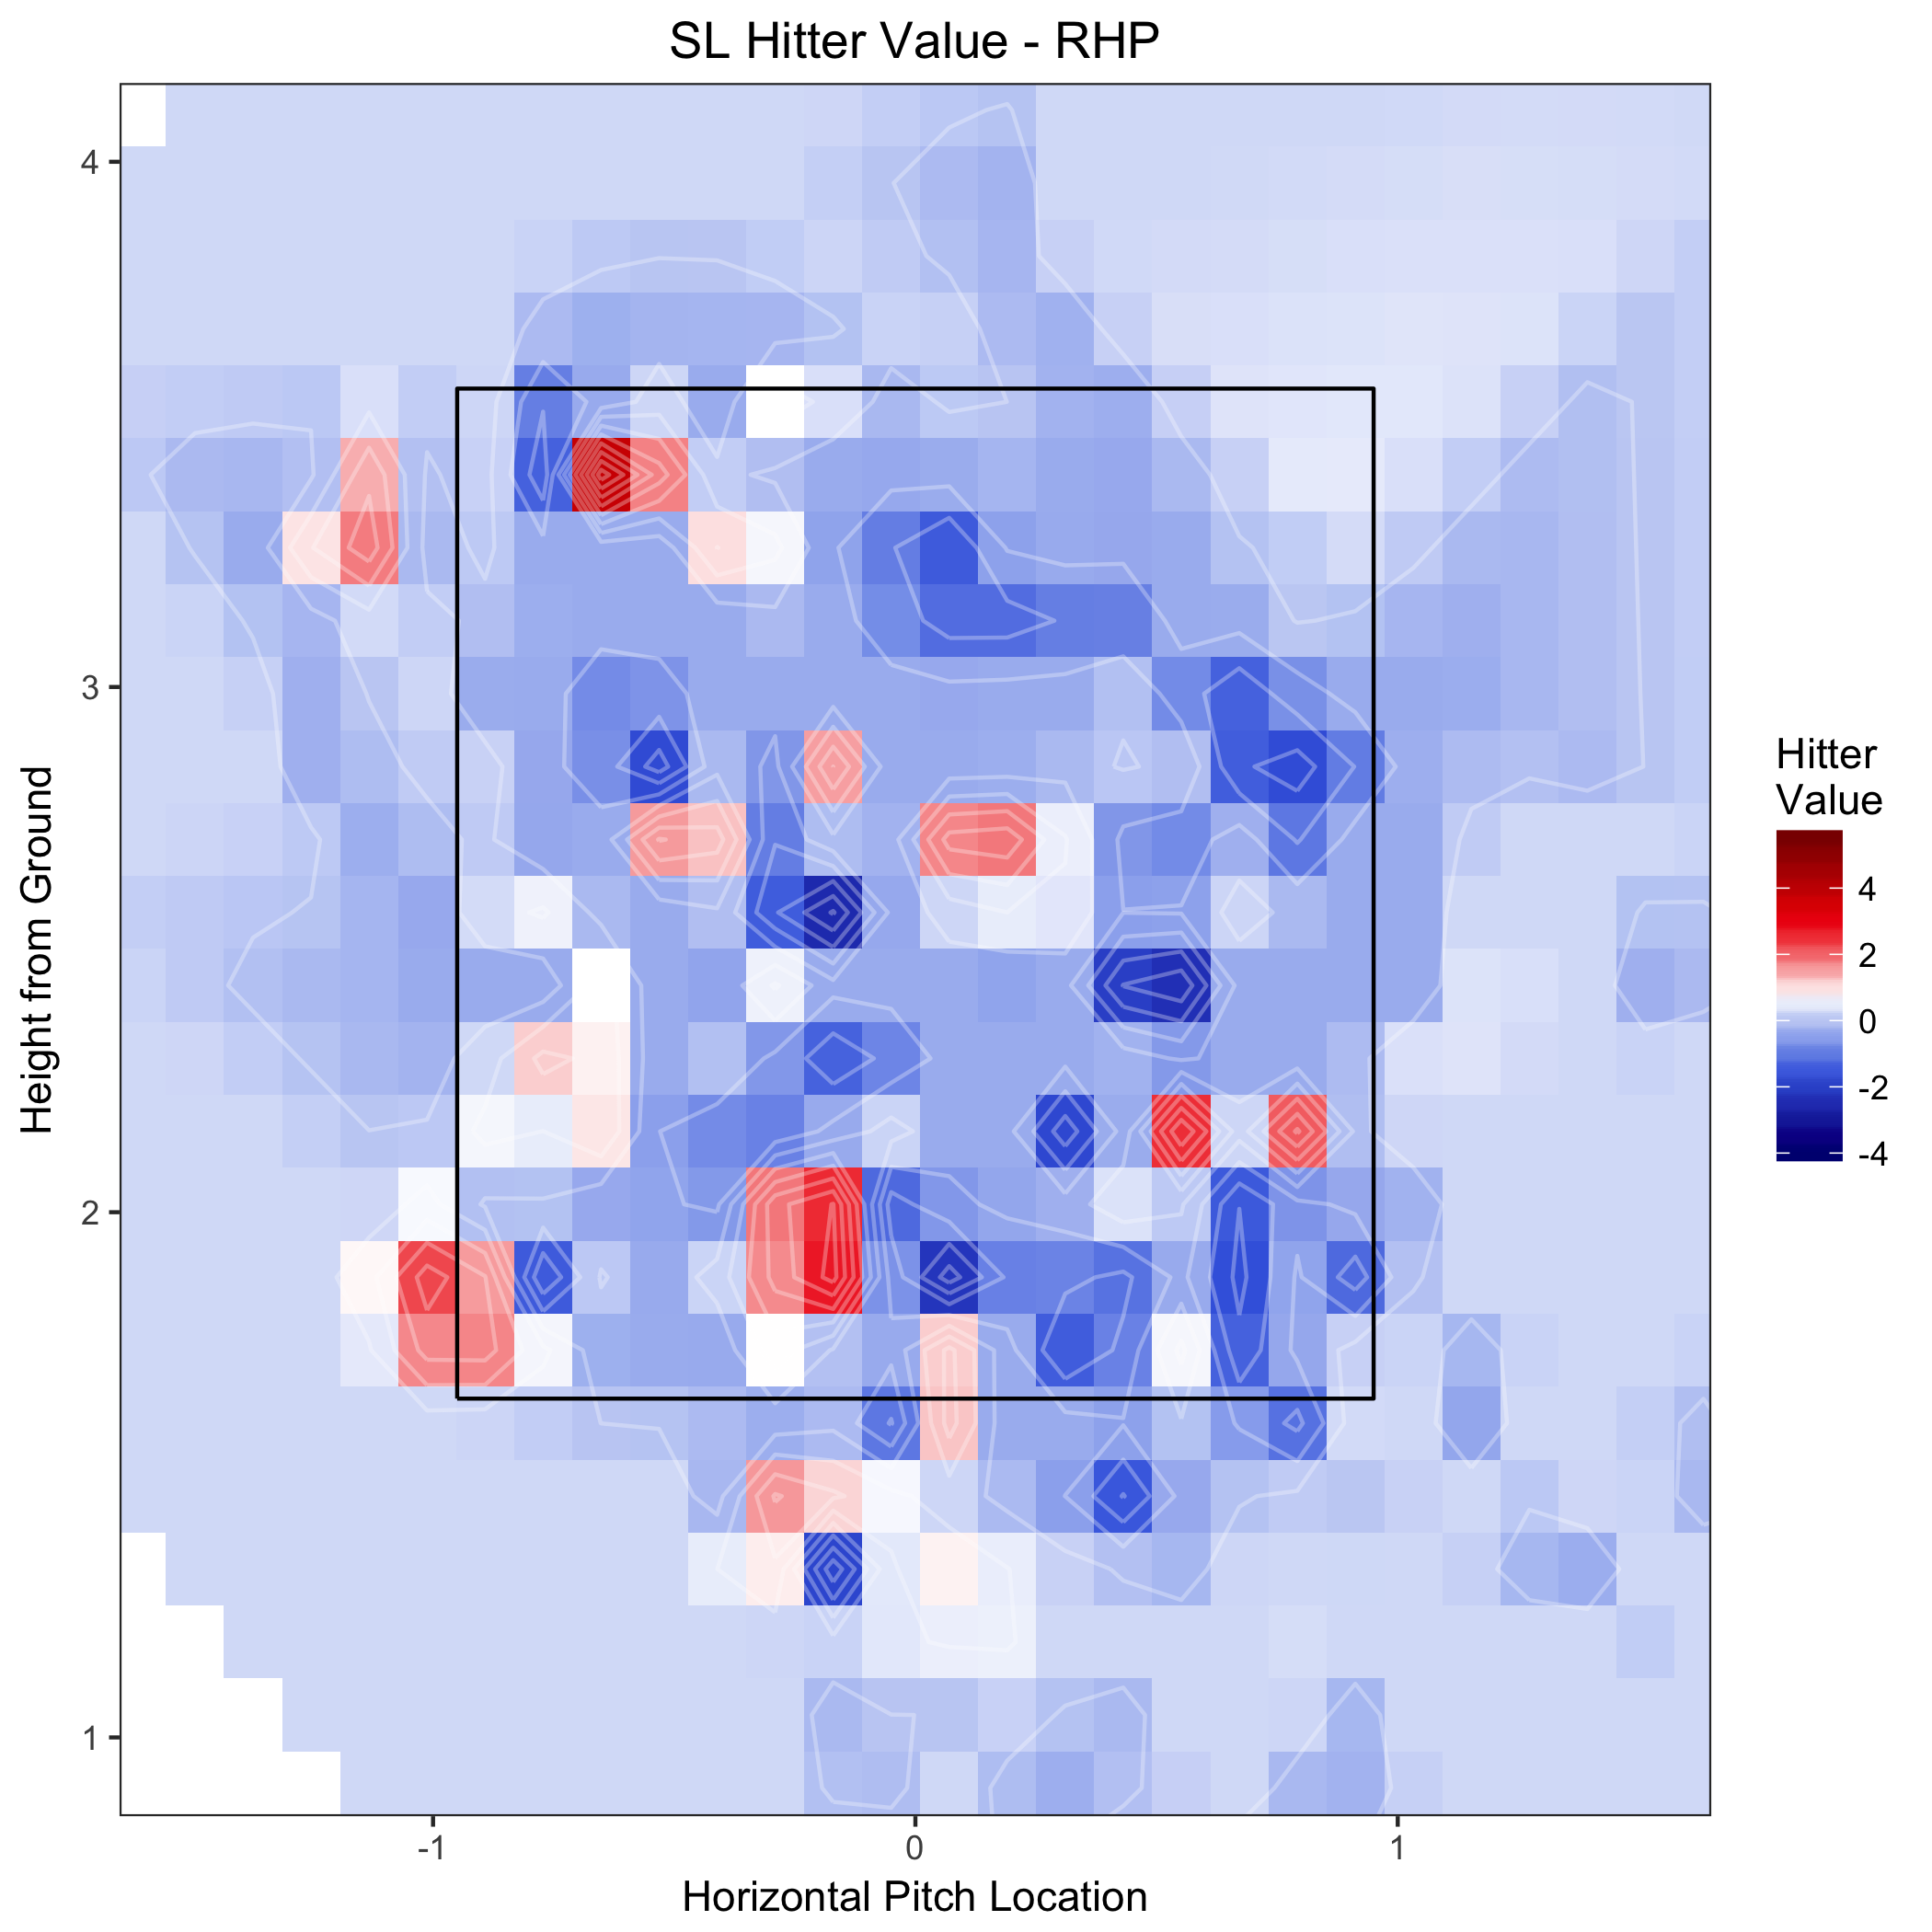 SL Hitter Value - RHP
4
3
2
1
Height from Ground
-1
0
1
Horizontal Pitch Location
Hitter
Value
4
2
0
-2
-4